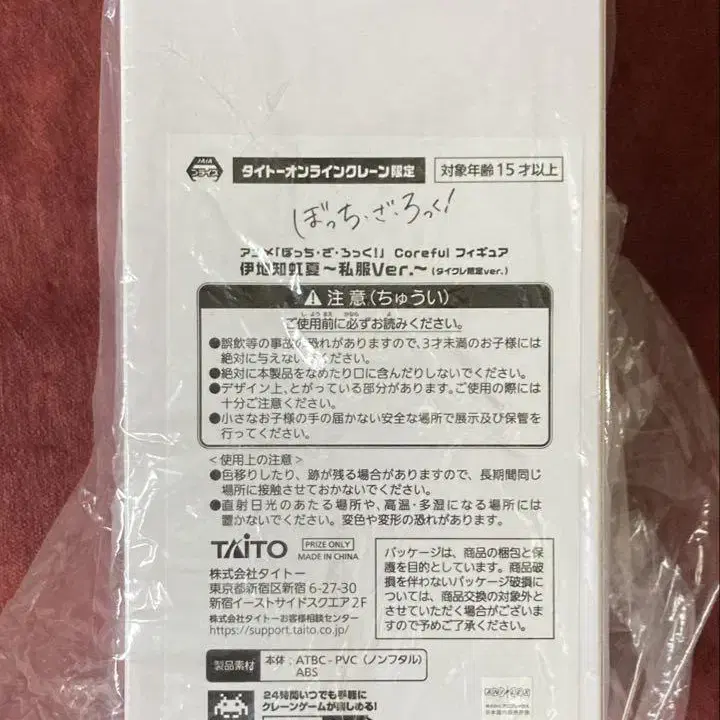 JAIA
プライズ
タイトーオンラインクレーン限定
対象年齢15才以上
ぼっち・ざ・ろっく!
アニメ「ぼっち・ざ・ろっく!」 Coreful フィギュア
伊地知虹夏～私服Ver.～(タイクレ限定ver.)
注意(ちゅうい)
ご使用前に必ずお読みください。
●誤飲等の事故の恐れがありますので、3才未満のお子様には
絶対に与えないでください。
●絶対に本製品をなめたり口に含んだりしないでください。
●デザイン上、とがっている部分があります。ご使用の際には
十分ご注意ください。
●小さなお子様の手の届かない安全な場所で展示及び保管を
行ってください。
<使用上の注意>
●色移りしたり、跡が残る場合がありますので、長期間同じ
場所に接触させておかないでください。
●直射日光のあたる場所や、高温・多湿になる場所には
置かないでください。変色や変形の恐れがあります。
TAITO
PRIZE ONLY
MADE IN CHINA
株式会社タイトー
東京都新宿区新宿 6-27-30
新宿イーストサイドスクエア 2F
株式会社タイトーお客様相談センター
https://support.taito.co.jp/
パッケージは、商品の梱包と保
護を目的としています。商品破
損を伴わないパッケージ破損に
ついては、商品交換の対象外と
させていただく場合がございま
すので予めご了承ください。
製品素材
本体:ATBC-PVC(ノンフタル)
ABS
24時間いつでも手軽に
クレーンゲームが楽しめる!